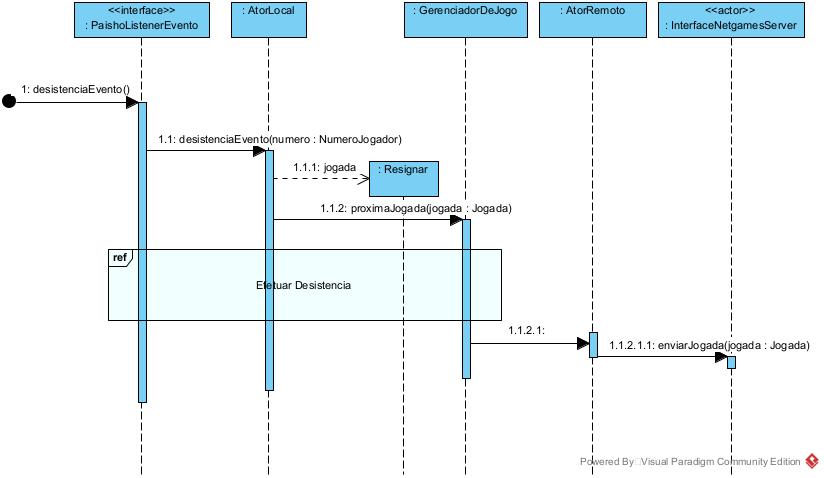 <<interface>>
: PaishoListenerEvento
: AtorLocal
: GerenciadorDeJogo
: AtorRemoto
<<actor>>
: InterfaceNetgamesServer
1: desistenciaEvento()
1.1: desistenciaEvento(numero : NumeroJogador)
1.1.1: jogada
: Resignar
1.1.2: proximaJogada(jogada : Jogada)
ref
Efetuar Desistencia
1.1.2.1:
1.1.2.1.1: enviarJogada(jogada : Jogada)
Powered By Visual Paradigm Community Edition